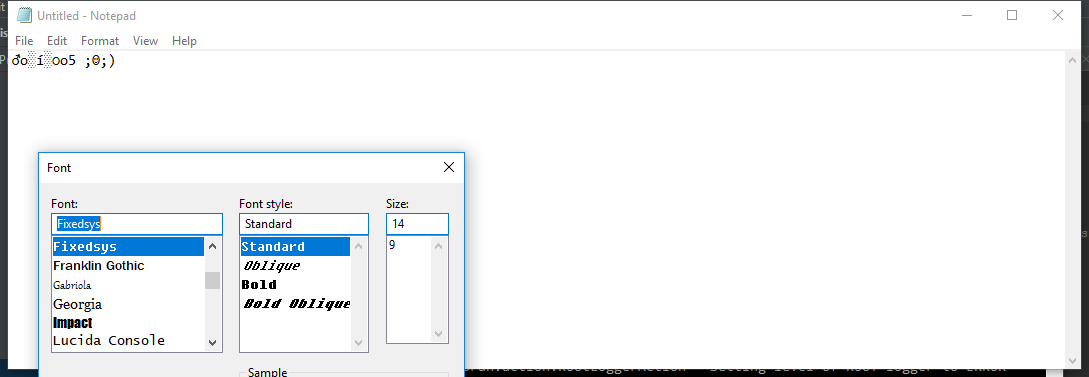 Untitled - Notepad
File Edit Format View Help
đo░í░oo5 ;0;)
Font
Font: Font style: Size:
Fixedsys Standard 14
Fixedsys Standard 9
Franklin Gothic Oblique
Gabriola Bold
Georgia Bold Oblique
Impact
Lucida Console
Sample